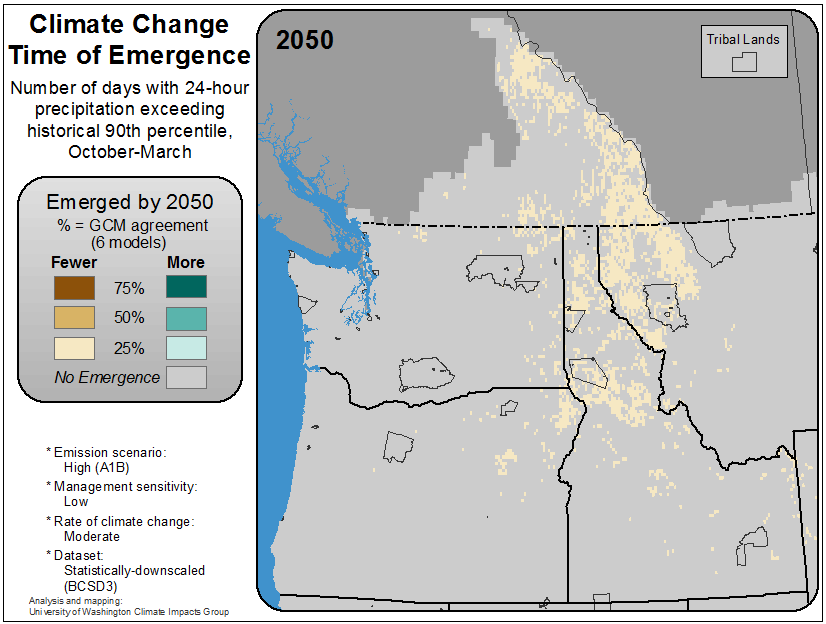 Climate Change
Time of Emergence
Number of days with 24-hour
precipitation exceeding
historical 90th percentile,
October-March
Emerged by 2050
% = GCM agreement
(6 models)
Fewer More
75%
50%
25%
No Emergence
* Emission scenario:
High (A1B)
* Management sensitivity:
Low
* Rate of climate change:
Moderate
* Dataset:
Statistically-downscaled
(BCSD3)
Analysis and mapping:
University of Washington Climate Impacts Group
2050
Tribal Lands